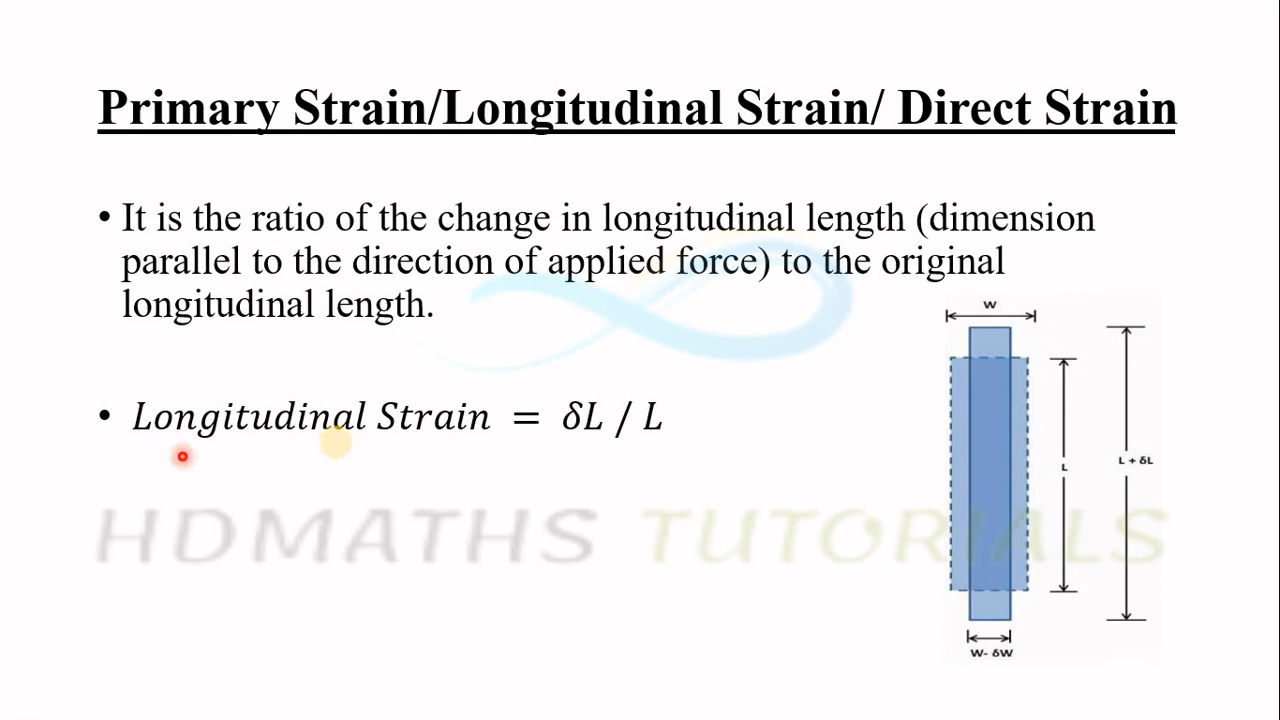 Primary Strain/Longitudinal Strain/ Direct Strain
• It is the ratio of the change in longitudinal length (dimension
parallel to the direction of applied force) to the original
longitudinal length.
• Longitudinal Strain = δL / L
W
L
L + δL
W- δW
HDMATHS TUTORIALS